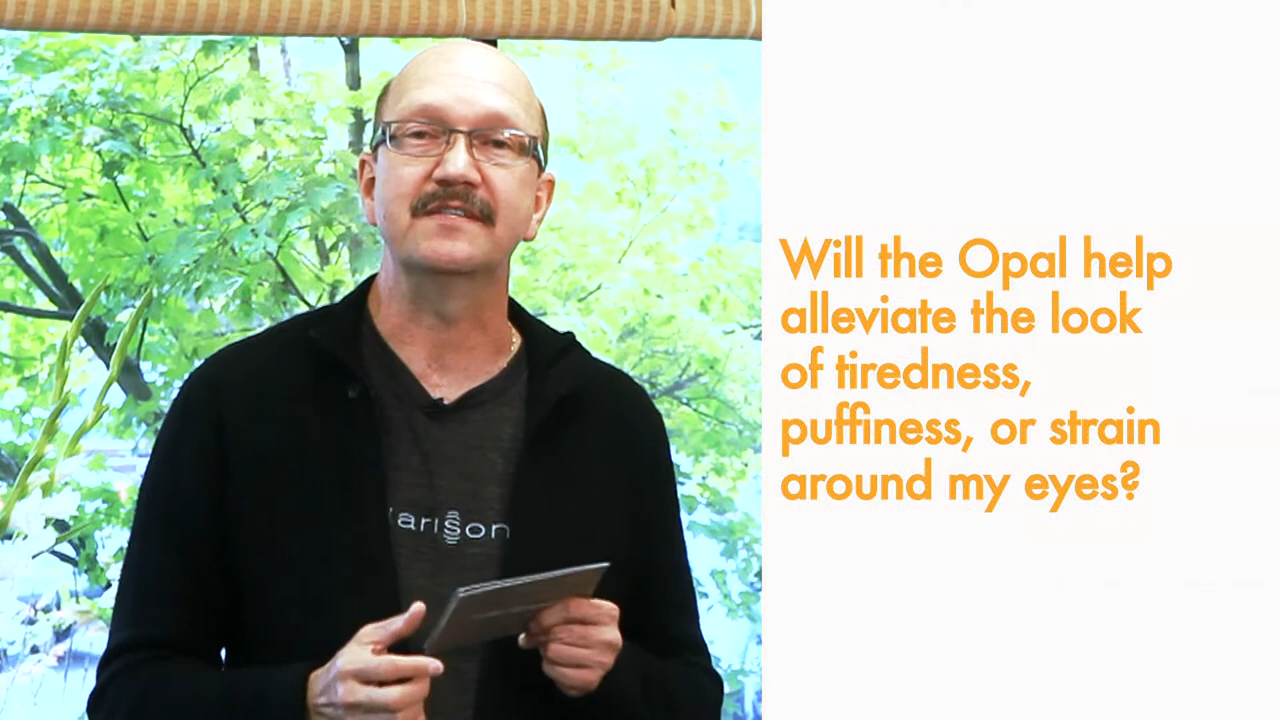 Will the Opal help
alleviate the look
of tiredness,
puffiness, or strain
around my eyes?